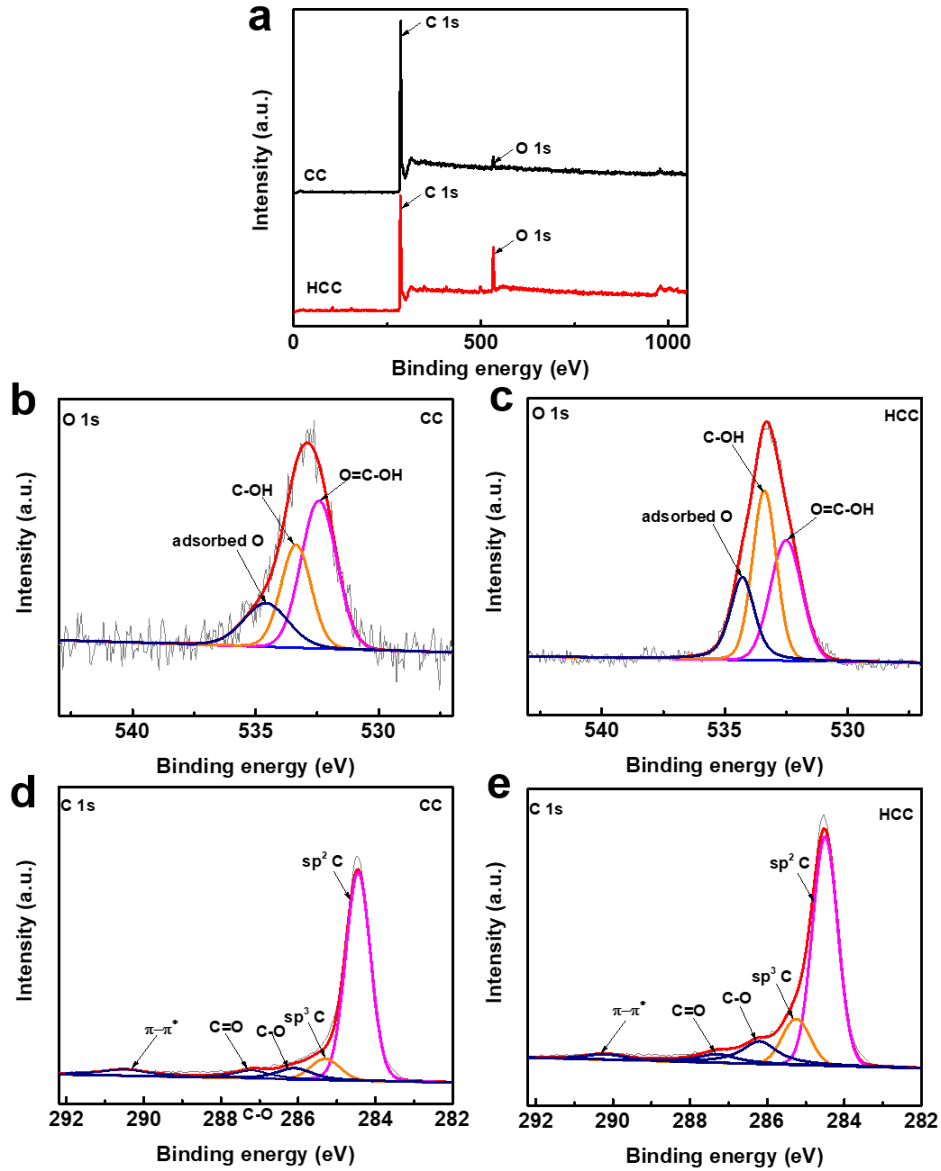 a
C 1s
O 1s
CC
C 1s
O 1s
HCC
Intensity (a.u.)
0 500 1000
Binding energy (eV)
b
O 1s
CC
C-OH
O=C-OH
adsorbed O
Intensity (a.u.)
540 535 530
Binding energy (eV)
c
O 1s
HCC
C-OH
O=C-OH
adsorbed O
Intensity (a.u.)
540 535 530
Binding energy (eV)
d
C 1s
CC
sp² C
sp³ C
C-O
C=O
π–π*
Intensity (a.u.)
292 290 288 286 284 282
C-O
Binding energy (eV)
e
C 1s
HCC
sp² C
sp³ C
C-O
C=O
π–π*
Intensity (a.u.)
292 290 288 286 284 282
Binding energy (eV)